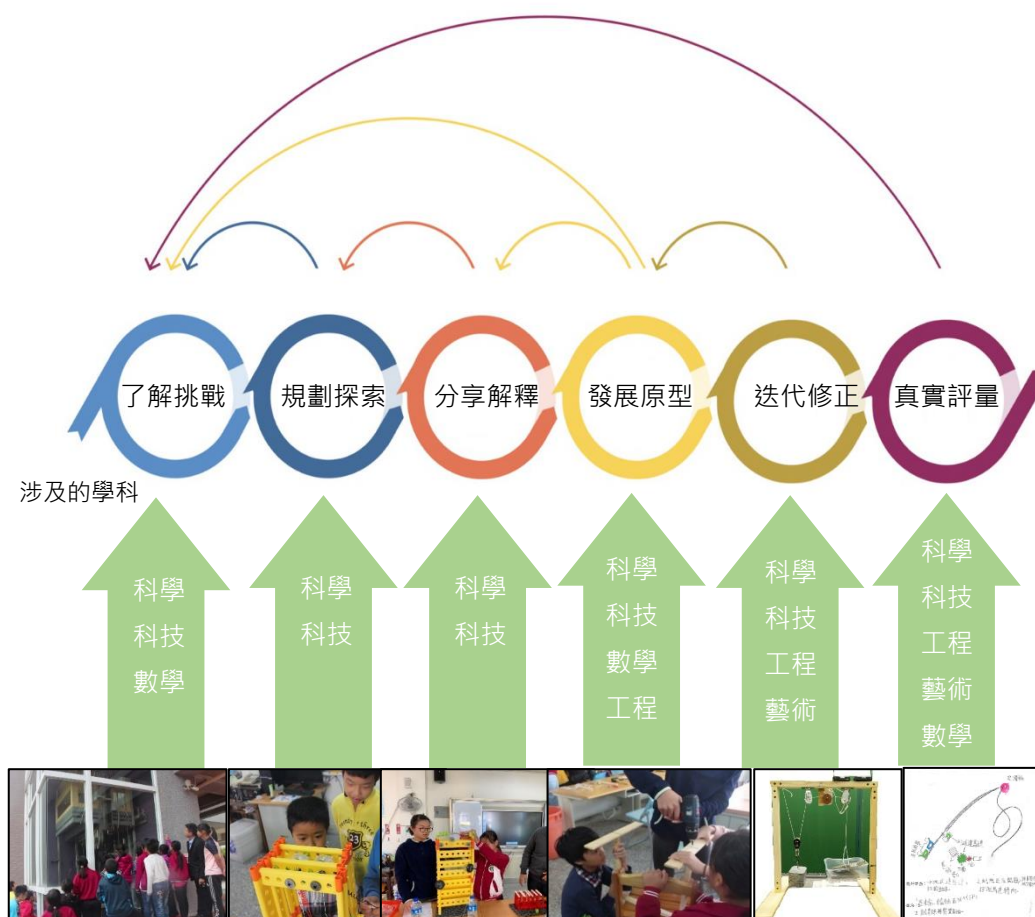 了解挑戰
規劃探索
分享解釋
發展原型
迭代修正
真實評量
涉及的學科
科學
科技
數學
科學
科技
科學
科技
科學
科技
數學
工程
科學
科技
工程
藝術
科學
科技
工程
藝術
數學
23